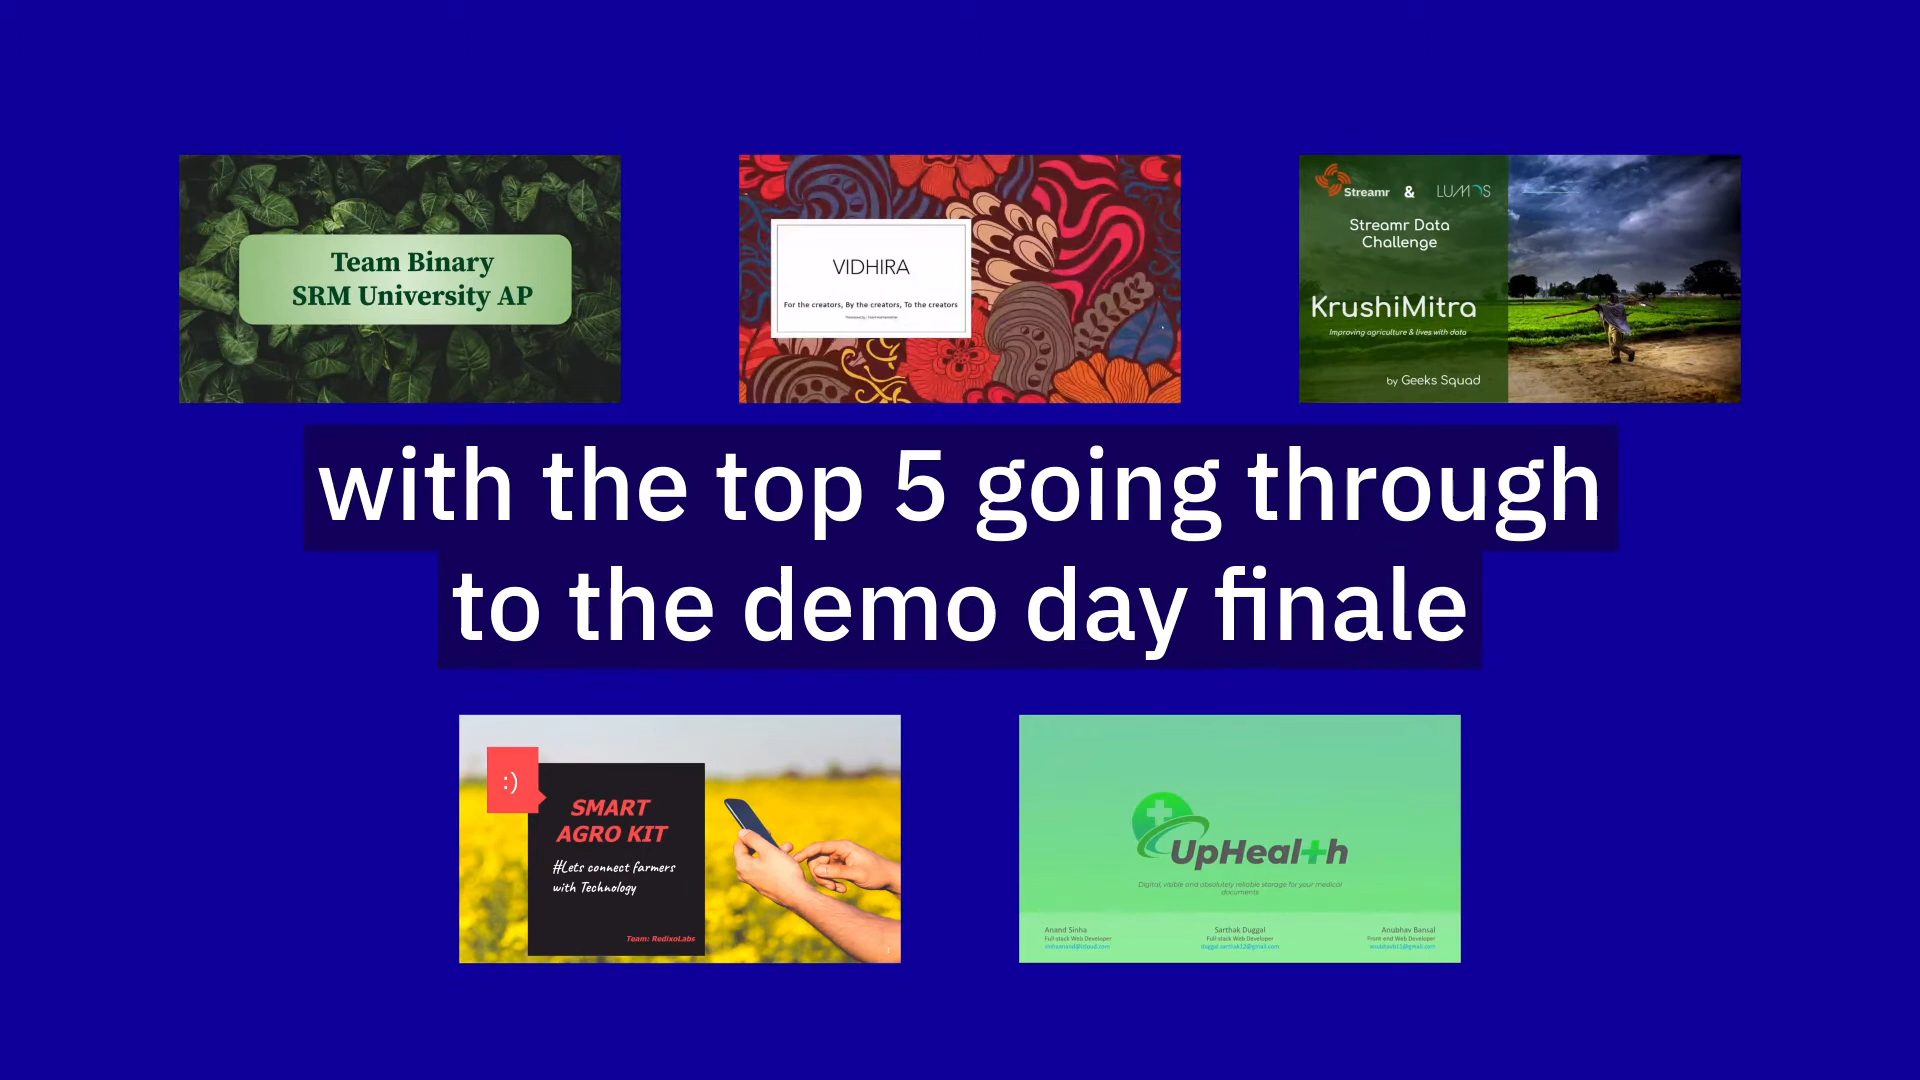 Team Binary
SRM University AP
VIDHIRA
For the creators, By the creators, To the creators
Streamr & LUMOS
Streamr Data
Challenge
KrushiMitra
Improving agriculture & lives with data
by Geeks Squad
with the top 5 going through
to the demo day finale
:)
SMART
AGRO KIT
#Lets connect farmers
with Technology
Team: RedixoLabs
UpHealth
Digital, visible and absolutely reliable storage for your medical
documents
Anand Sinha
Full stack Web Developer
Sarthak Duggal
Full stack Web Developer
duggal.sarthak12@gmail.com
Anubhav Bansal
Front end Web Developer